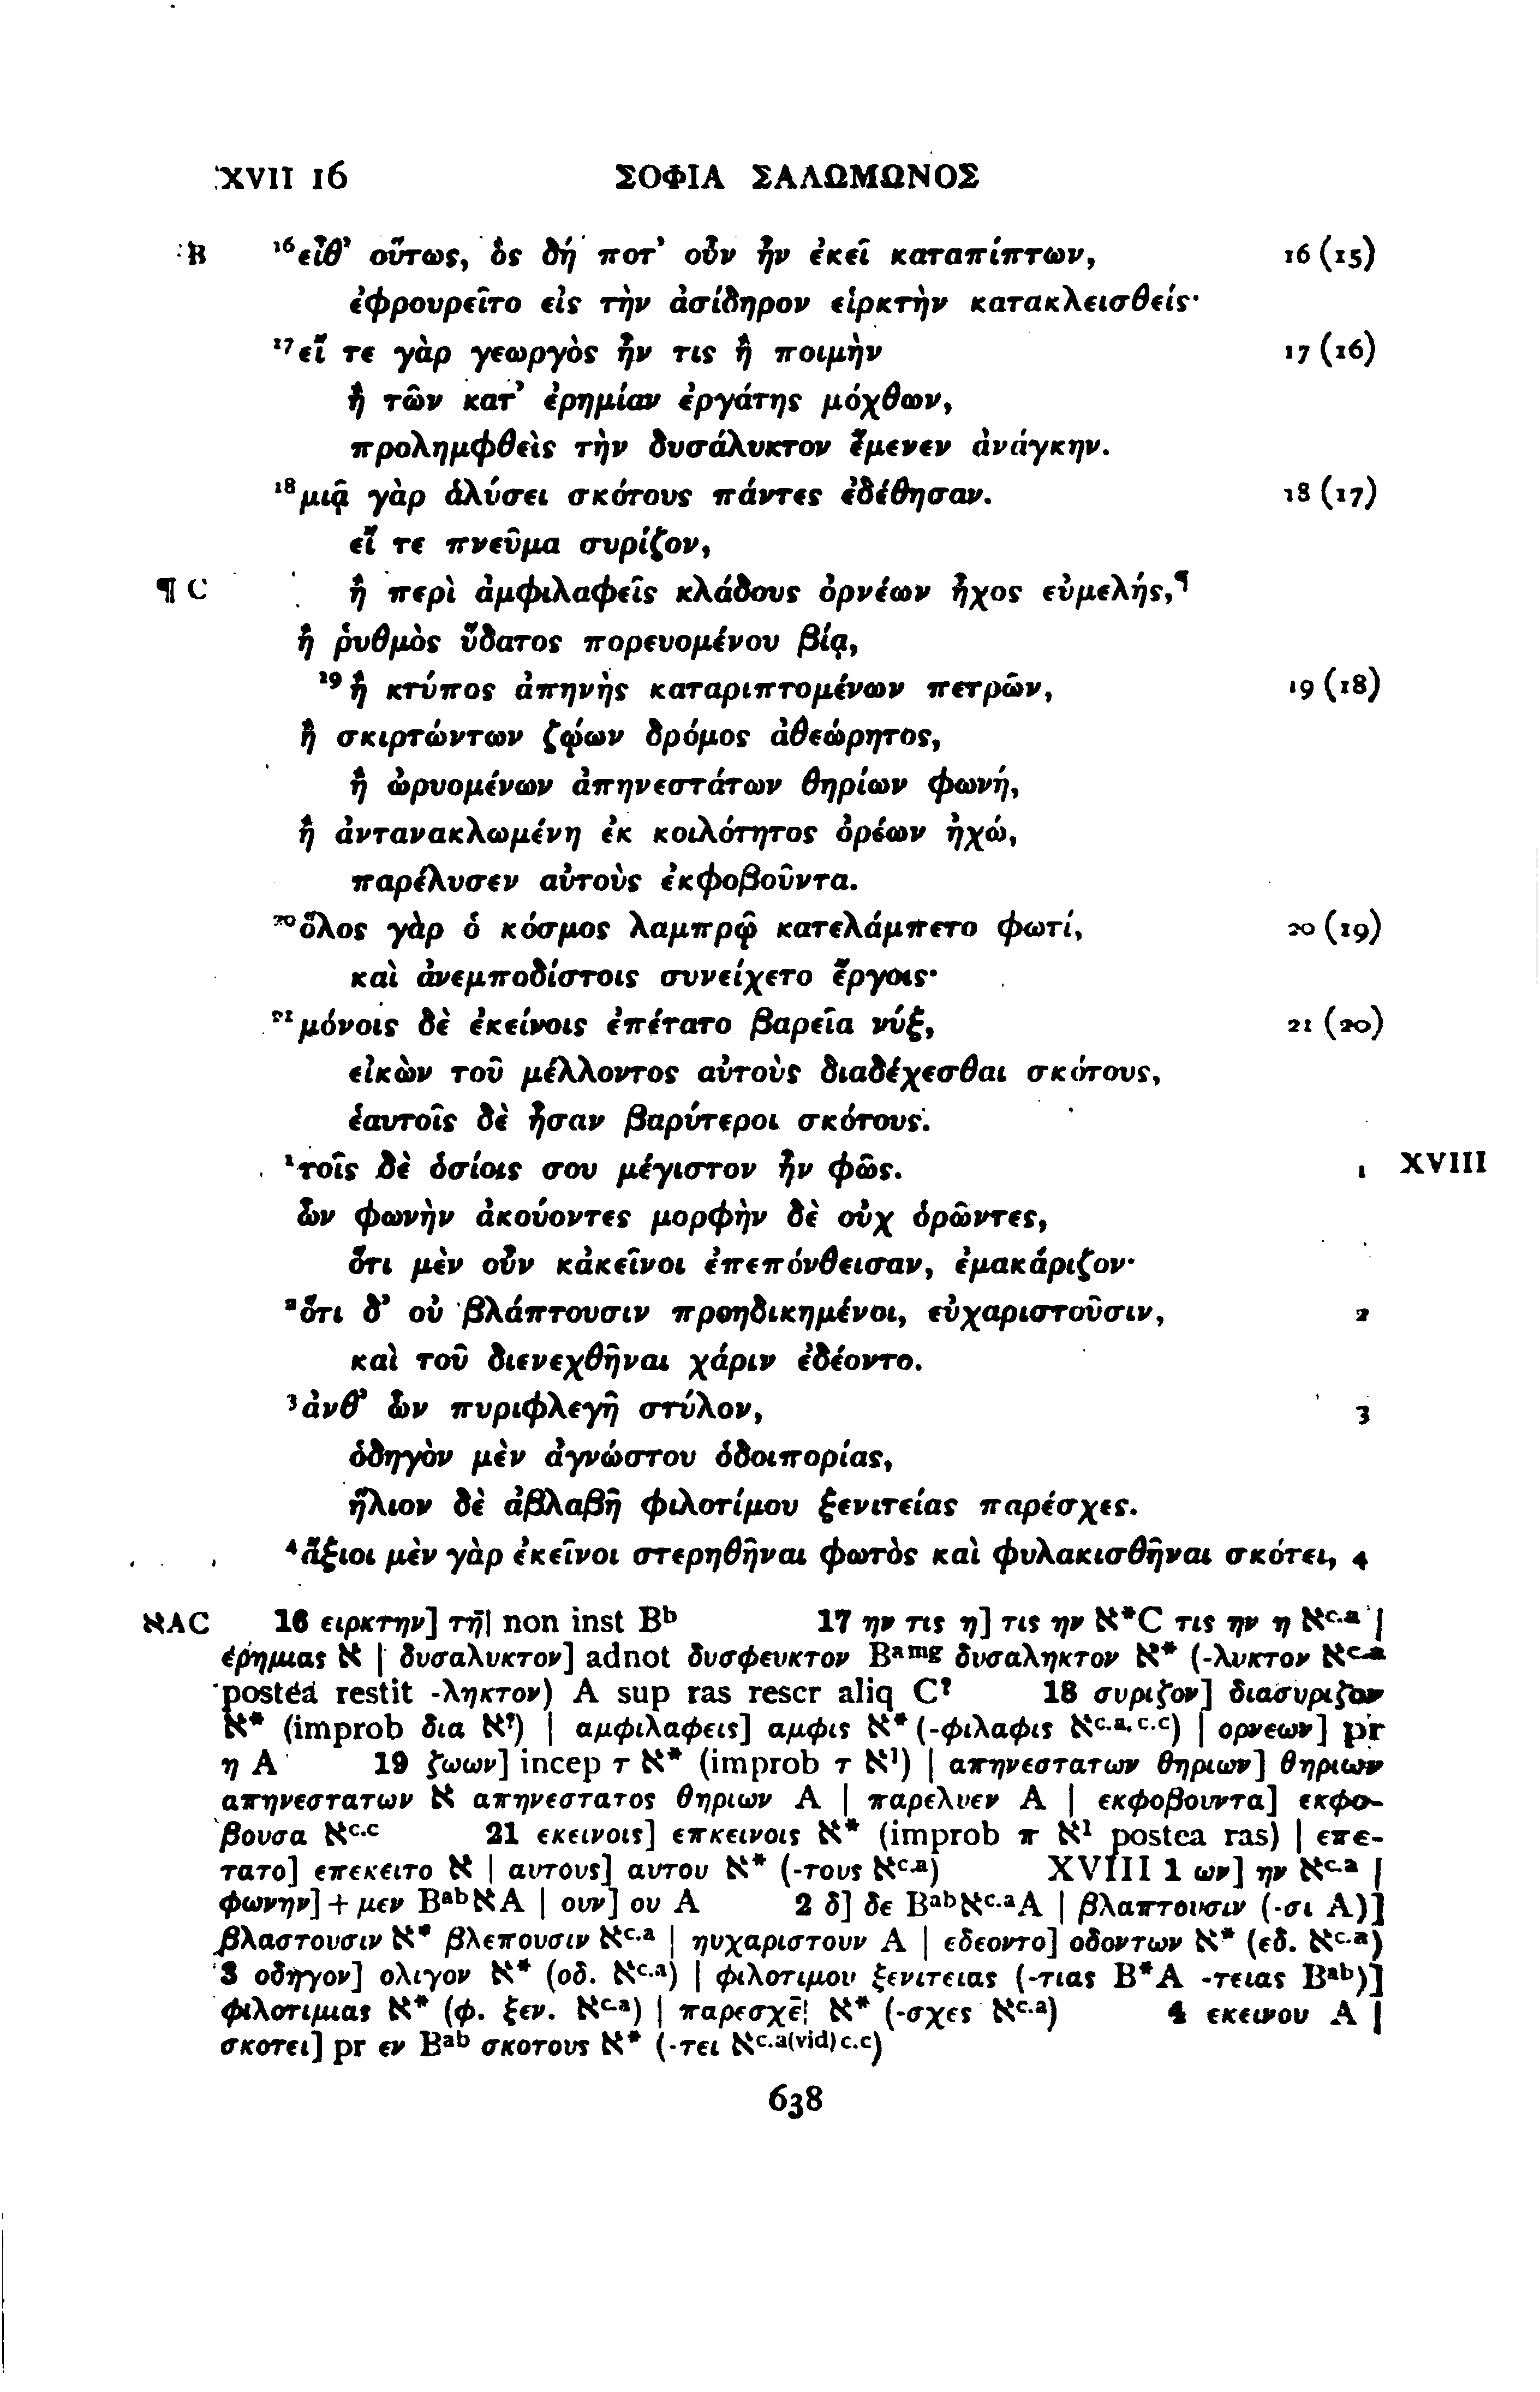 XVII 16 ΣΟΦΙΑ ΣΑΛΩΜΩΝΟΣ
B ¹⁶εἶθ’ οὕτως, ὃς δή ποτ’ οὖν ἦν ἐκεῖ καταπίπτων, 16 (15)
ἐφρουρεῖτο εἰς τὴν ἀσίδηρον εἱρκτὴν κατακλεισθείς·
¹⁷εἴ τε γὰρ γεωργὸς ἦν τις ἢ ποιμὴν 17 (16)
ἢ τῶν κατ’ ἐρημίαν ἐργάτης μόχθων,
προλημφθεὶς τὴν δυσάλυκτον ἔμενεν ἀνάγκην.
¹⁸μιᾷ γὰρ ἁλύσει σκότους πάντες ἐδέθησαν. 18 (17)
εἴ τε πνεῦμα συρίζον,
¶ C ἢ περὶ ἀμφιλαφεῖς κλάδους ὀρνέων ἦχος εὐμελής,¶
ἢ ῥυθμὸς ὕδατος πορευομένου βίᾳ,
¹⁹ἢ κτύπος ἀπηνὴς καταριπτομένων πετρῶν, 19 (18)
ἢ σκιρτώντων ζῴων δρόμος ἀθεώρητος,
ἢ ὠρυομένων ἀπηνεστάτων θηρίων φωνή,
ἢ ἀντανακλωμένη ἐκ κοιλότητος ὀρέων ἠχώ,
παρέλυσεν αὐτοὺς ἐκφοβοῦντα.
²⁰ὅλος γὰρ ὁ κόσμος λαμπρῷ κατελάμπετο φωτί, 20 (19)
καὶ ἀνεμποδίστοις συνείχετο ἔργοις·
²¹μόνοις δὲ ἐκείνοις ἐπέτατο βαρεῖα νύξ, 21 (20)
εἰκὼν τοῦ μέλλοντος αὐτοὺς διαδέχεσθαι σκότους,
ἑαυτοῖς δὲ ἦσαν βαρύτεροι σκότους.
¹τοῖς δὲ ὁσίοις σου μέγιστον ἦν φῶς. 1 XVIII
ὧν φωνὴν ἀκούοντες μορφὴν δὲ οὐχ ὁρῶντες,
ὅτι μὲν οὖν κἀκεῖνοι ἐπεπόνθεισαν, ἐμακάριζον·
²ὅτι δ’ οὐ βλάπτουσιν προηδικημένοι, εὐχαριστοῦσιν, 2
καὶ τοῦ διενεχθῆναι χάριν ἐδέοντο.
³ἀνθ’ ὧν πυριφλεγῆ στύλον, 3
ὁδηγὸν μὲν ἀγνώστου ὁδοιπορίας,
ἥλιον δὲ ἀβλαβῆ φιλοτίμου ξενιτείας παρέσχες.
⁴ἄξιοι μὲν γὰρ ἐκεῖνοι στερηθῆναι φωτὸς καὶ φυλακισθῆναι σκότει, 4
ℵAC 16 ειρκτην] τη̄| non inst Bᵇ 17 ην τις η] τις ην ℵ*C τις ην η ℵᶜ·ᵃ |
ερημιας ℵ | δυσαλυκτον] adnot δυσφευκτον Bᵃᵐᵍ δυσαληκτον ℵ* (-λυκτον ℵᶜ·ᵃ
postea restit -ληκτον) A sup ras rescr aliq C? 18 συριζον] διασυριζον
ℵ* (improb δια ℵ?) | αμφιλαφεις] αμφις ℵ* (-φιλαφις ℵᶜ·ᵃ·ᶜ·ᶜ) | ορνεων] pr
η A 19 ζωων] incep τ ℵ* (improb τ ℵ¹) | απηνεστατων θηριων] θηριων
απηνεστατων ℵ απηνεστατος θηριων A | παρελυεν A | εκφοβουντα] εκφο-
βουσα ℵᶜ·ᶜ 21 εκεινοις] επκεινοις ℵ* (improb π ℵ¹ postea ras) | επε-
τατο] επεκειτο ℵ | αυτους] αυτου ℵ* (-τους ℵᶜ·ᵃ) XVIII 1 ων] ην ℵᶜ·ᵃ |
φωνην] + μεν BᵃᵇℵA | ουν] ου A 2 δ] δε Bᵃᵇℵᶜ·ᵃA | βλαπτουσιν (-σι A)]
βλαστουσιν ℵ* βλεπουσιν ℵᶜ·ᵃ | ηυχαριστουν A | εδεοντο] οδοντων ℵ* (εδ. ℵᶜ·ᵃ)
3 οδηγον] ολιγον ℵ* (οδ. ℵᶜ·ᵃ) | φιλοτιμου ξενιτειας (-τιας B*A -τειας Bᵃᵇ)]
φιλοτιμιας ℵ* (φ. ξεν. ℵᶜ·ᵃ) | παρεσχε̄| ℵ* (-σχες ℵᶜ·ᵃ) 4 εκεινου A |
σκοτει] pr εν Bᵃᵇ σκοτους ℵ* (-τει ℵᶜ·ᵃ⁽ᵛⁱᵈ⁾ᶜ·ᶜ)
638